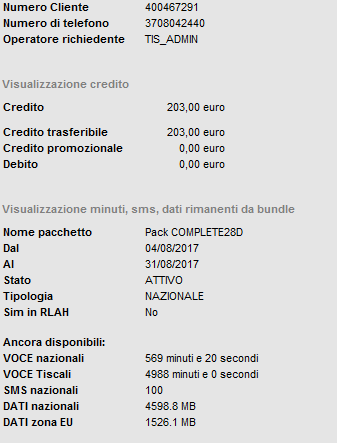 Numero Cliente 400467291
Numero di telefono 3708042440
Operatore richiedente TIS_ADMIN
Visualizzazione credito
Credito 203,00 euro
Credito trasferibile 203,00 euro
Credito promozionale 0,00 euro
Debito 0,00 euro
Visualizzazione minuti, sms, dati rimanenti da bundle
Nome pacchetto Pack COMPLETE28D
Dal 04/08/2017
Al 31/08/2017
Stato ATTIVO
Tipologia NAZIONALE
Sim in RLAH No
Ancora disponibili:
VOCE nazionali 569 minuti e 20 secondi
VOCE Tiscali 4988 minuti e 0 secondi
SMS nazionali 100
DATI nazionali 4598.8 MB
DATI zona EU 1526.1 MB